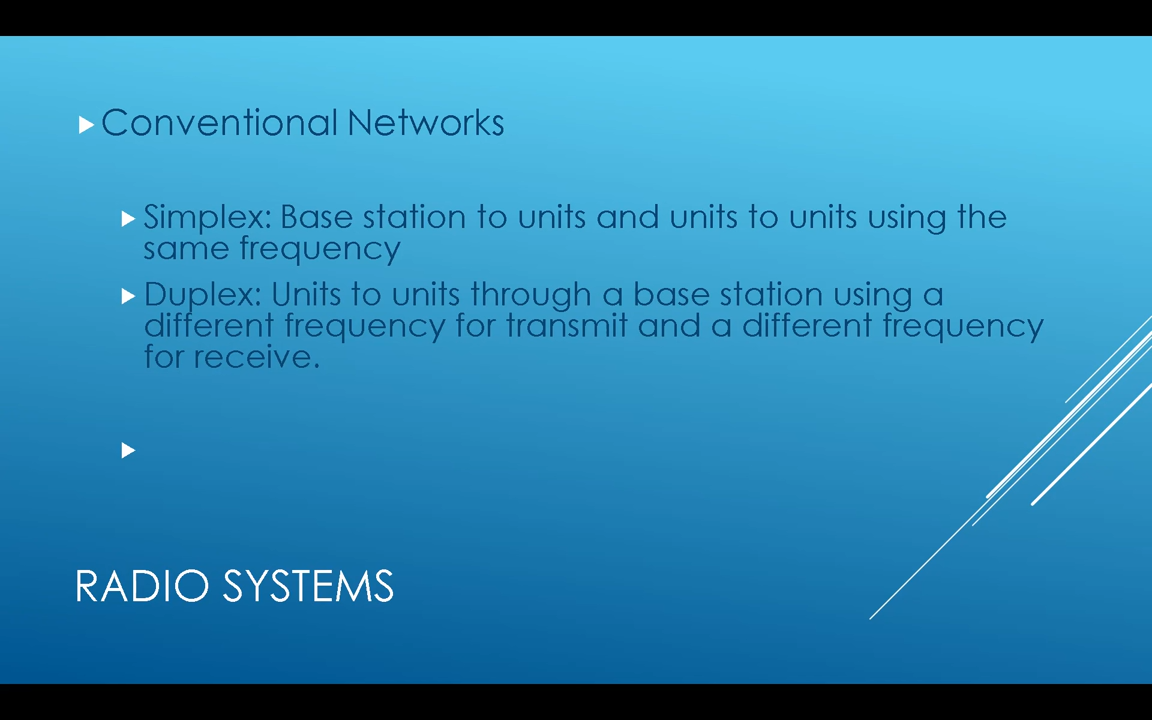 Conventional Networks
Simplex: Base station to units and units to units using the
same frequency
Duplex: Units to units through a base station using a
different frequency for transmit and a different frequency
for receive.
RADIO SYSTEMS